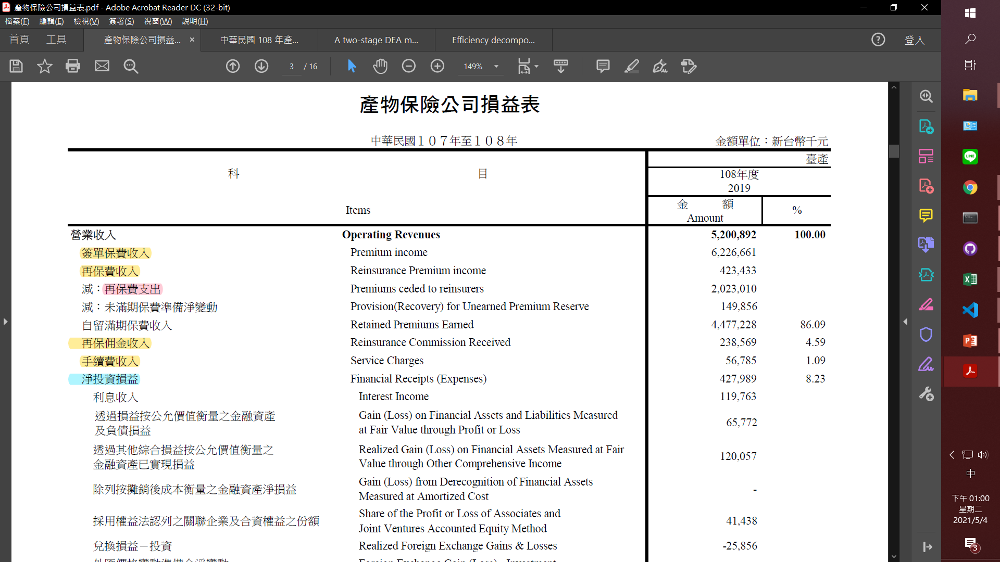 產物保險公司損益表.pdf - Adobe Acrobat Reader DC (32-bit)
檔案(F) 編輯(E) 檢視(V) 簽署(S) 視窗(W) 說明(H)
首頁 工具 產物保險公司損益... × 中華民國 108 年產... A two-stage DEA m... Efficiency decompo... 登入
3 / 16 149%
產物保險公司損益表
中華民國107年至108年 金額單位：新台幣千元
臺產
科 目 108年度
2019
Items 金 額 %
Amount
營業收入 Operating Revenues 5,200,892 100.00
簽單保費收入 Premium income 6,226,661
再保費收入 Reinsurance Premium income 423,433
減：再保費支出 Premiums ceded to reinsurers 2,023,010
減：未滿期保費準備淨變動 Provision(Recovery) for Unearned Premium Reserve 149,856
自留滿期保費收入 Retained Premiums Earned 4,477,228 86.09
再保佣金收入 Reinsurance Commission Received 238,569 4.59
手續費收入 Service Charges 56,785 1.09
淨投資損益 Financial Receipts (Expenses) 427,989 8.23
利息收入 Interest Income 119,763
透過損益按公允價值衡量之金融資產 Gain (Loss) on Financial Assets and Liabilities Measured
及負債損益 at Fair Value through Profit or Loss 65,772
透過其他綜合損益按公允價值衡量之 Realized Gain (Loss) on Financial Assets Measured at Fair
金融資產已實現損益 Value through Other Comprehensive Income 120,057
除列按攤銷後成本衡量之金融資產淨損益 Gain (Loss) from Derecognition of Financial Assets
Measured at Amortized Cost -
採用權益法認列之關聯企業及合資權益之份額 Share of the Profit or Loss of Associates and
Joint Ventures Accounted Equity Method 41,438
兌換損益－投資 Realized Foreign Exchange Gains & Losses -25,856
外匯價格變動準備金淨變動 Foreign Exchange Gain (Loss) - Investment
LINE
中
下午 01:00
星期二
2021/5/4
3